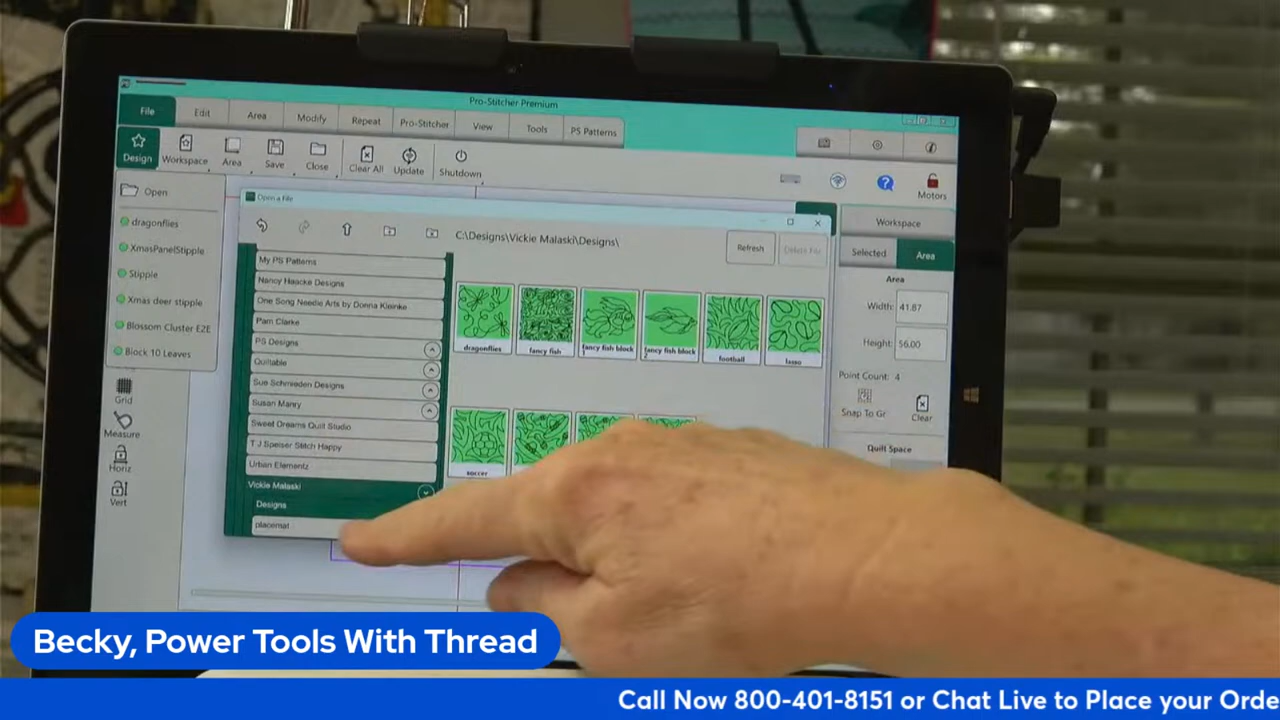 Pro-Stitcher Premium
File
Edit
Area
Modify
Repeat
Pro-Stitcher
View
Tools
PS Patterns
Design
Workspace
Area
Save
Close
Clear All
Update
Shutdown
Motors
Open
dragonflies
XmasPanelStipple
Stipple
Xmas deer stipple
Blossom Cluster E2E
Block 10 Leaves
Grid
Measure
Horiz
Vert
Open a File
C:\Designs\Vickie Malaski\Designs\
Refresh
Delete File
My PS Patterns
Nancy Haacke Designs
One Song Needle Arts by Donna Kleinke
Pam Clarke
PS Designs
Quiltable
Sue Schmieden Designs
Susan Manry
Sweet Dreams Quilt Studio
T J Speiser Stitch Happy
Urban Elementz
Vickie Malaski
Designs
placemat
dragonflies
fancy fish
fancy fish block 1
fancy fish block
football
lasso
soccer
Workspace
Selected
Area
Area
Width: 41.87
Height: 56.00
Point Count: 4
Snap To Gr
Clear
Quilt Space
Becky, Power Tools With Thread
Call Now 800-401-8151 or Chat Live to Place your Orde